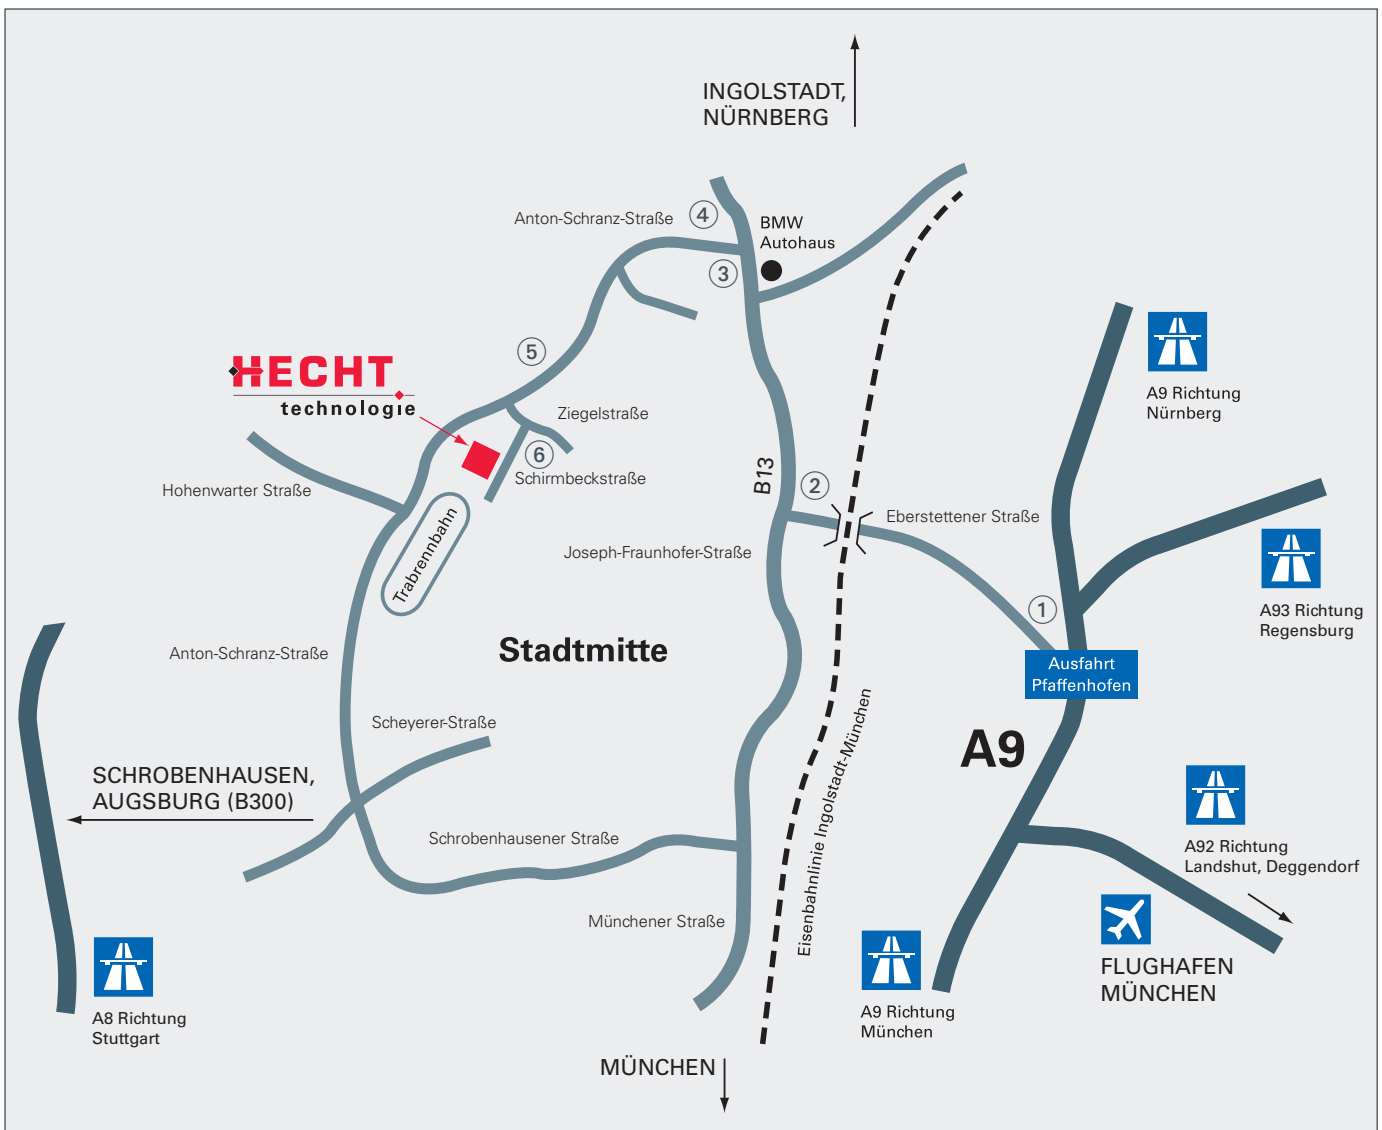 INGOLSTADT,
NÜRNBERG
Anton-Schranz-Straße
4
BMW
Autohaus
3
A9 Richtung
Nürnberg
5
HECHT
technologie
Ziegelstraße
6
Schirmbeckstraße
Hohenwarter Straße
B13
2
Eberstettener Straße
Trabrennbahn
Joseph-Fraunhofer-Straße
1
A93 Richtung
Regensburg
Anton-Schranz-Straße
Stadtmitte
Ausfahrt
Pfaffenhofen
Scheyerer-Straße
A9
Eisenbahnlinie Ingolstadt-München
SCHROBENHAUSEN,
AUGSBURG (B300)
Schrobenhausener Straße
A92 Richtung
Landshut, Deggendorf
Münchener Straße
FLUGHAFEN
MÜNCHEN
A8 Richtung
Stuttgart
A9 Richtung
München
MÜNCHEN